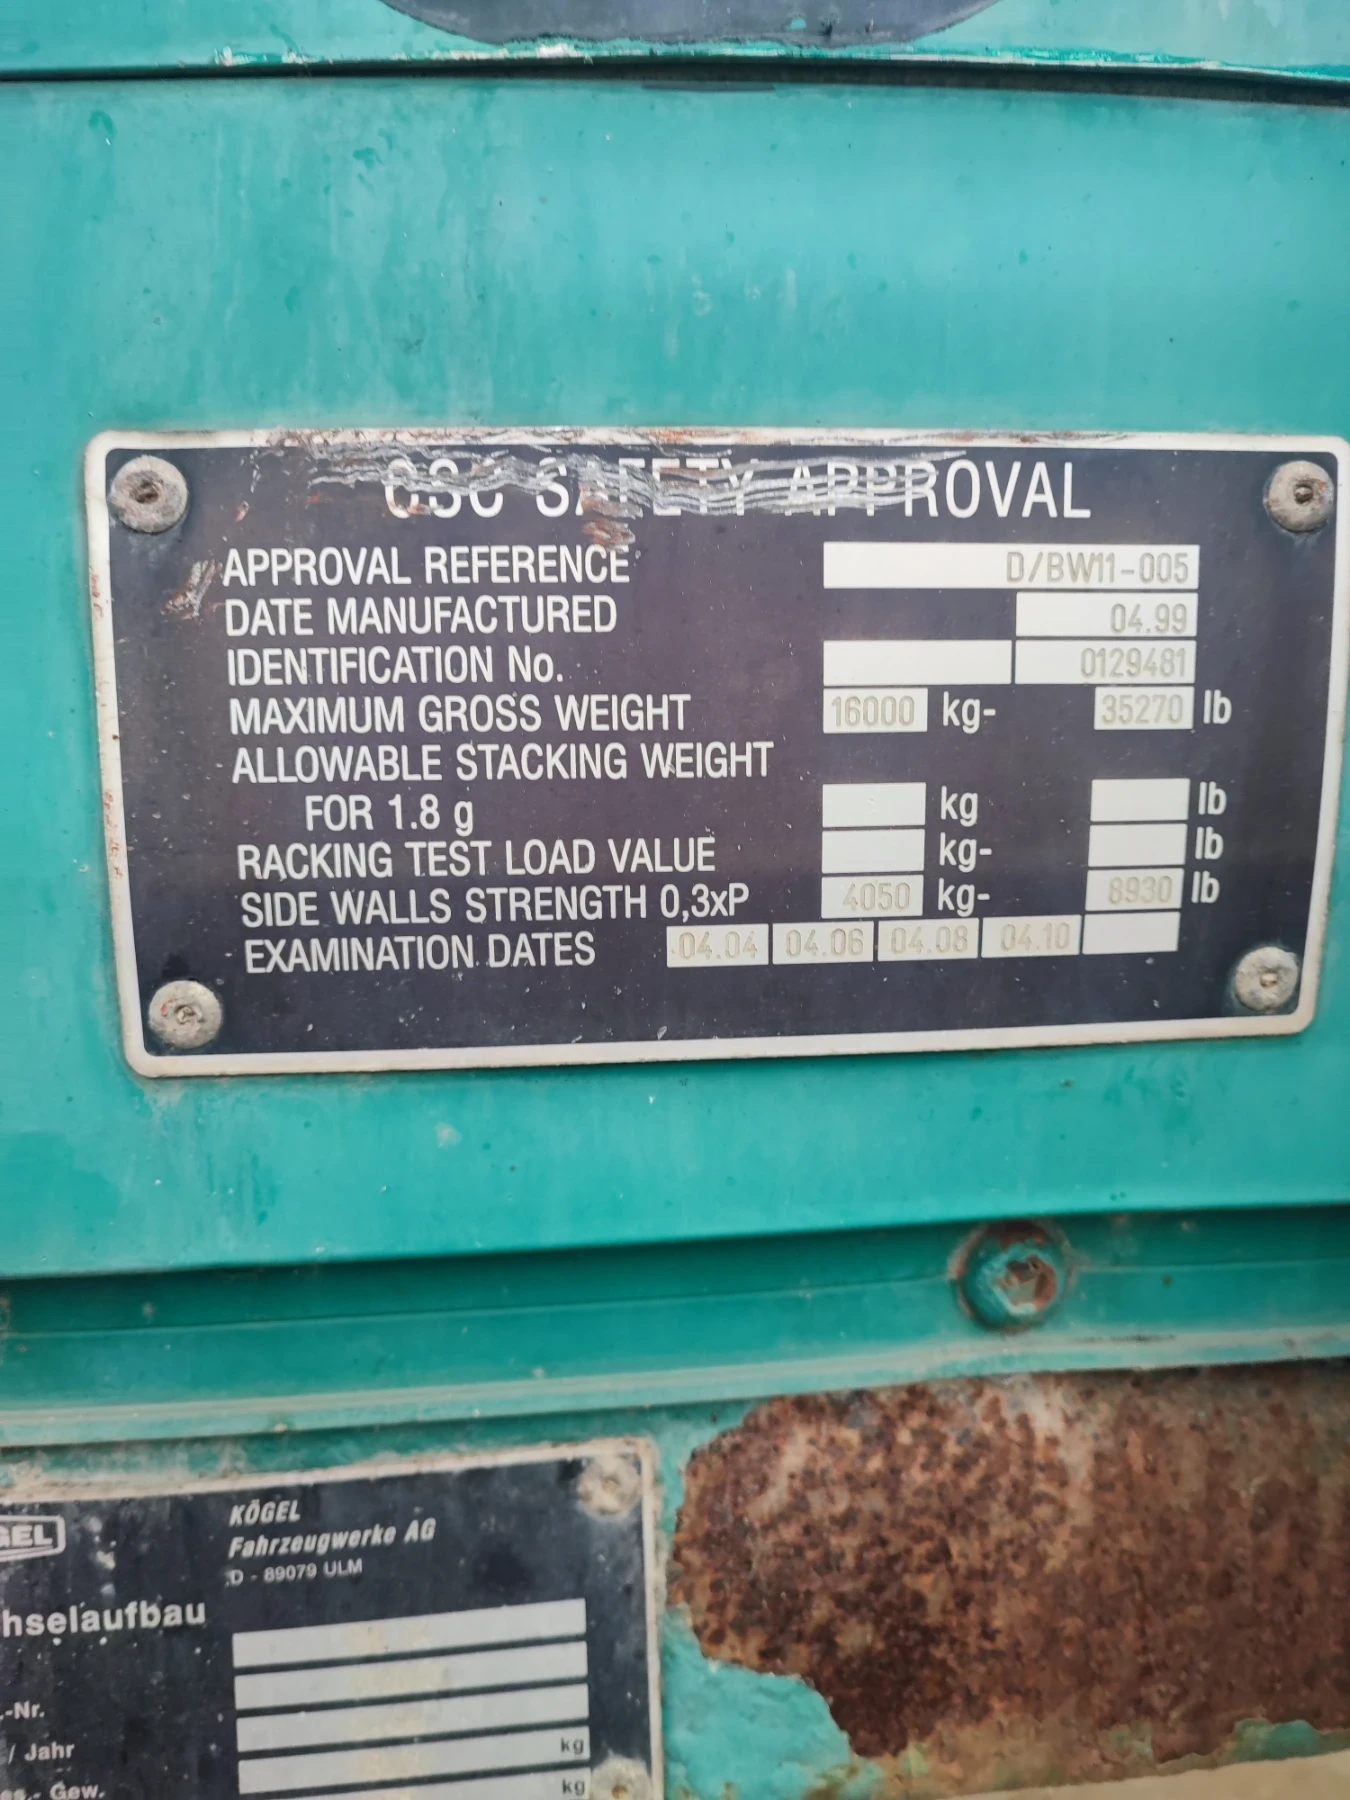 CSC SAFETY APPROVAL
APPROVAL REFERENCE D/BW11-005
DATE MANUFACTURED 04.99
IDENTIFICATION No. 0129481
MAXIMUM GROSS WEIGHT 16000 kg- 35270 lb
ALLOWABLE STACKING WEIGHT
FOR 1.8 g kg lb
RACKING TEST LOAD VALUE kg- lb
SIDE WALLS STRENGTH 0,3xP 4050 kg- 8930 lb
EXAMINATION DATES 04.04 04.06 04.08 04.10
GEL
KÖGEL
Fahrzeugwerke AG
D - 89079 ULM
hselaufbau
.-Nr.
/ Jahr kg
es.- Gew. kg